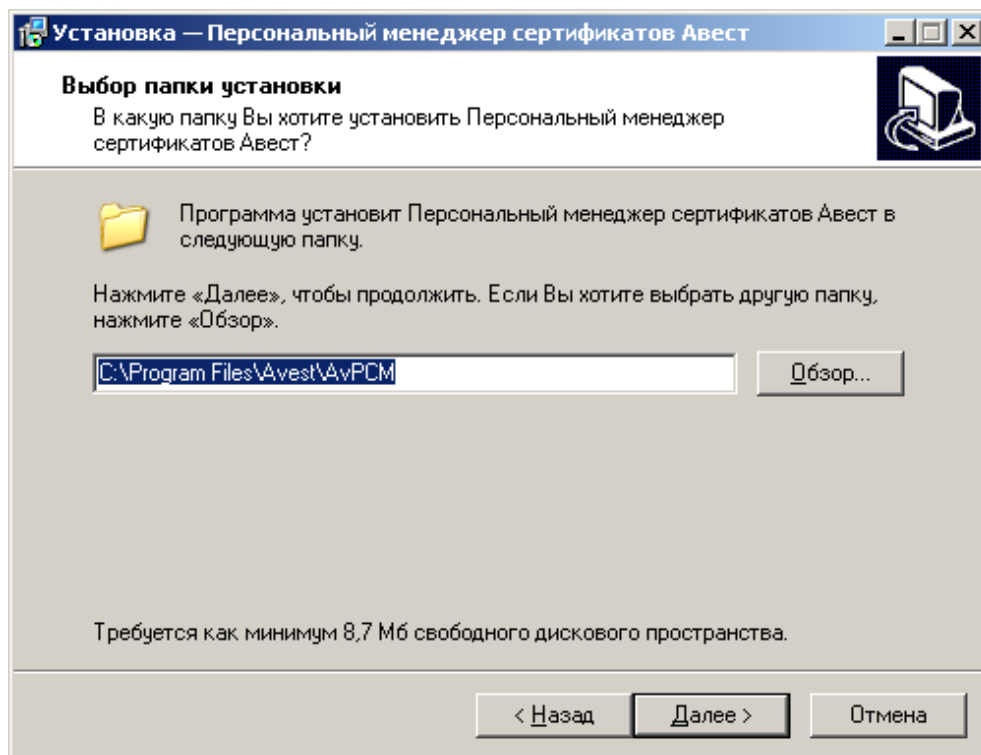 Установка — Персональный менеджер сертификатов Авест
Выбор папки установки
В какую папку Вы хотите установить Персональный менеджер
сертификатов Авест?
Программа установит Персональный менеджер сертификатов Авест в
следующую папку.
Нажмите «Далее», чтобы продолжить. Если Вы хотите выбрать другую папку,
нажмите «Обзор».
C:\Program Files\Avest\AvPCM
Обзор...
Требуется как минимум 8,7 Мб свободного дискового пространства.
< Назад
Далее >
Отмена